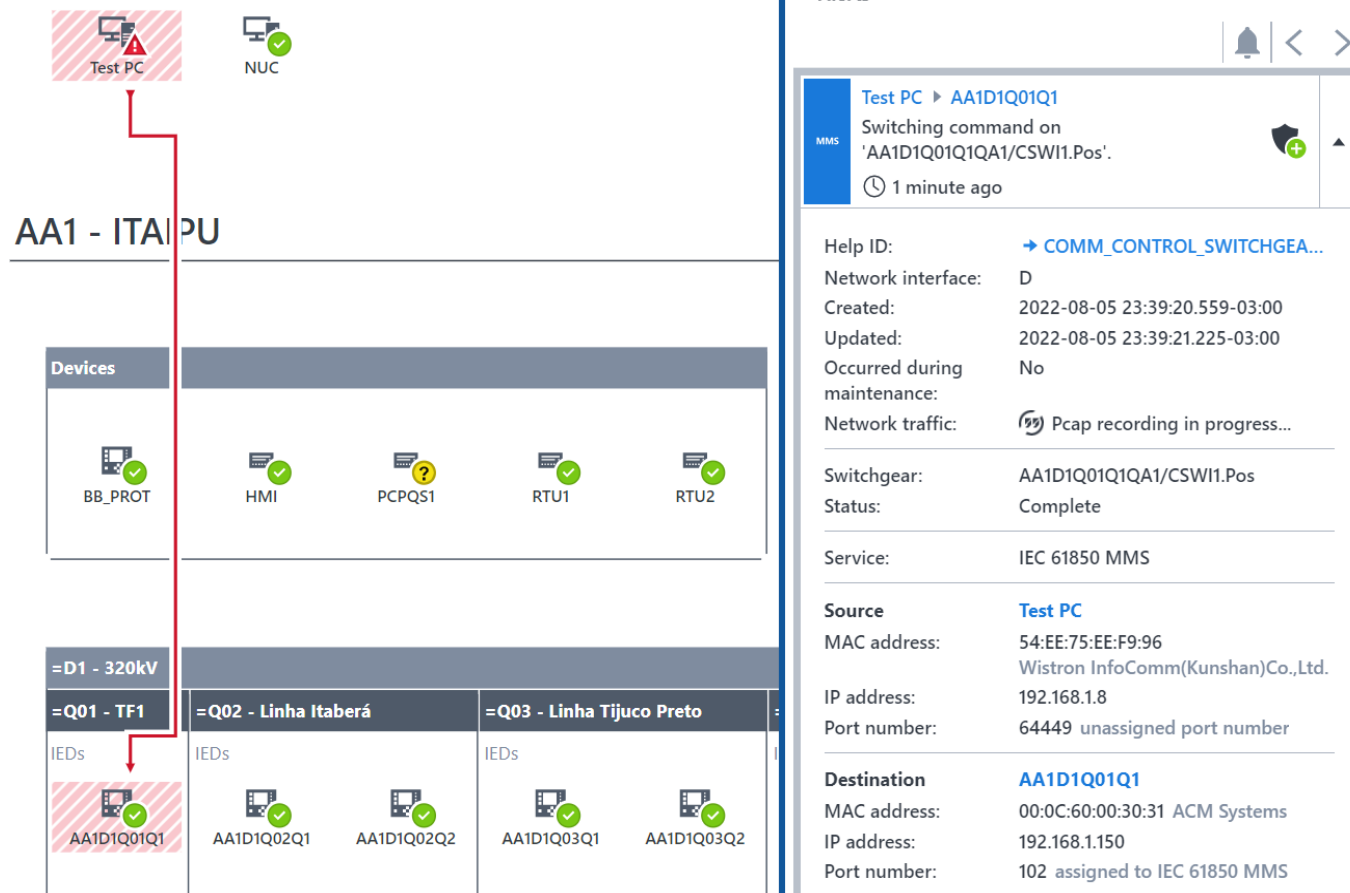 Test PC
NUC
AA1 - ITAIPU
Devices
BB_PROT
HMI
PCPQS1
RTU1
RTU2
=D1 - 320kV
=Q01 - TF1
=Q02 - Linha Itaberá
=Q03 - Linha Tijuco Preto
IEDs
IEDs
IEDs
AA1D1Q01Q1
AA1D1Q02Q1
AA1D1Q02Q2
AA1D1Q03Q1
AA1D1Q03Q2
MMS
Test PC AA1D1Q01Q1
Switching command on
'AA1D1Q01Q1QA1/CSWI1.Pos'.
1 minute ago
Help ID: COMM_CONTROL_SWITCHGEA...
Network interface: D
Created: 2022-08-05 23:39:20.559-03:00
Updated: 2022-08-05 23:39:21.225-03:00
Occurred during No
maintenance:
Network traffic: Pcap recording in progress...
Switchgear: AA1D1Q01Q1QA1/CSWI1.Pos
Status: Complete
Service: IEC 61850 MMS
Source Test PC
MAC address: 54:EE:75:EE:F9:96
Wistron InfoComm(Kunshan)Co.,Ltd.
IP address: 192.168.1.8
Port number: 64449 unassigned port number
Destination AA1D1Q01Q1
MAC address: 00:0C:60:00:30:31 ACM Systems
IP address: 192.168.1.150
Port number: 102 assigned to IEC 61850 MMS